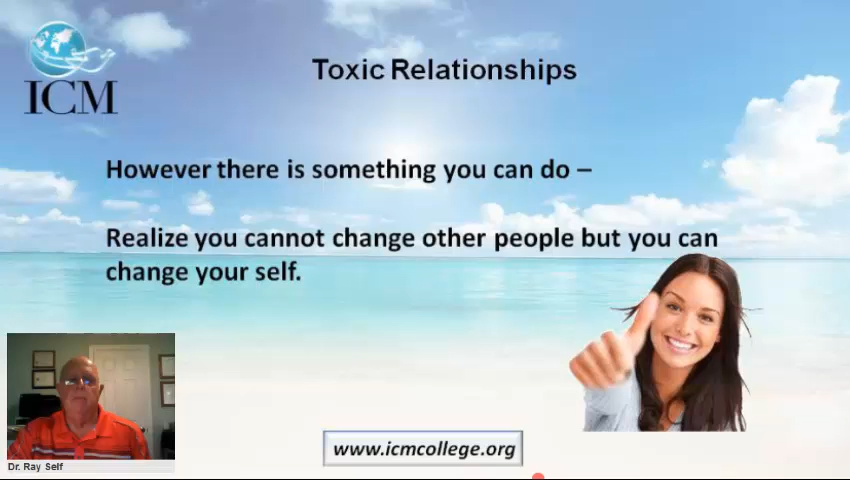 ICM
Toxic Relationships
However there is something you can do –
Realize you cannot change other people but you can
change your self.
Dr. Ray Self
www.icmcollege.org